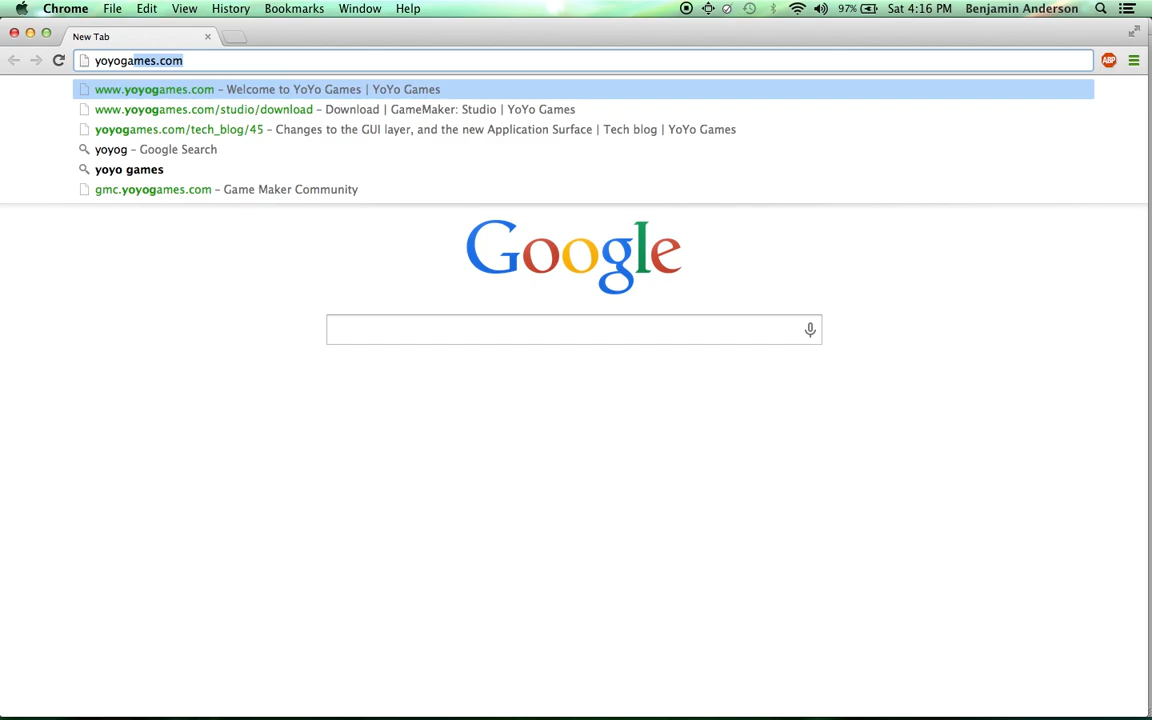 Chrome File Edit View History Bookmarks Window Help 97% Sat 4:16 PM Benjamin Anderson
New Tab
yoyogames.com
ABP
www.yoyogames.com – Welcome to YoYo Games | YoYo Games
www.yoyogames.com/studio/download – Download | GameMaker: Studio | YoYo Games
yoyogames.com/tech_blog/45 – Changes to the GUI layer, and the new Application Surface | Tech blog | YoYo Games
yoyog – Google Search
yoyo games
gmc.yoyogames.com – Game Maker Community
Google